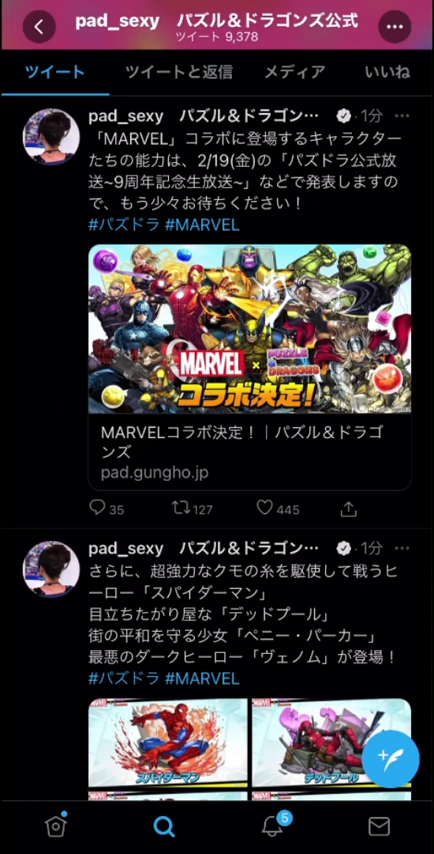 pad_sexy パズル＆ドラゴンズ公式
ツイート 9,378
ツイート ツイートと返信 メディア いいね
pad_sexy パズル＆ドラゴン… ・1分
「MARVEL」コラボに登場するキャラクター
たちの能力は、2/19(金)の「パズドラ公式放
送~9周年記念生放送~」などで発表しますの
で、もう少々お待ちください！
#パズドラ #MARVEL
MARVEL × PUZZLE & DRAGONS
コラボ決定!
MARVELコラボ決定！｜パズル＆ドラゴ
ンズ
pad.gungho.jp
35 127 445
pad_sexy パズル＆ドラゴン… ・1分
さらに、超強力なクモの糸を駆使して戦うヒ
ーロー「スパイダーマン」
目立ちたがり屋な「デッドプール」
街の平和を守る少女「ペニー・パーカー」
最悪のダークヒーロー「ヴェノム」が登場！
#パズドラ #MARVEL
スパイダーマン デッドプール
5